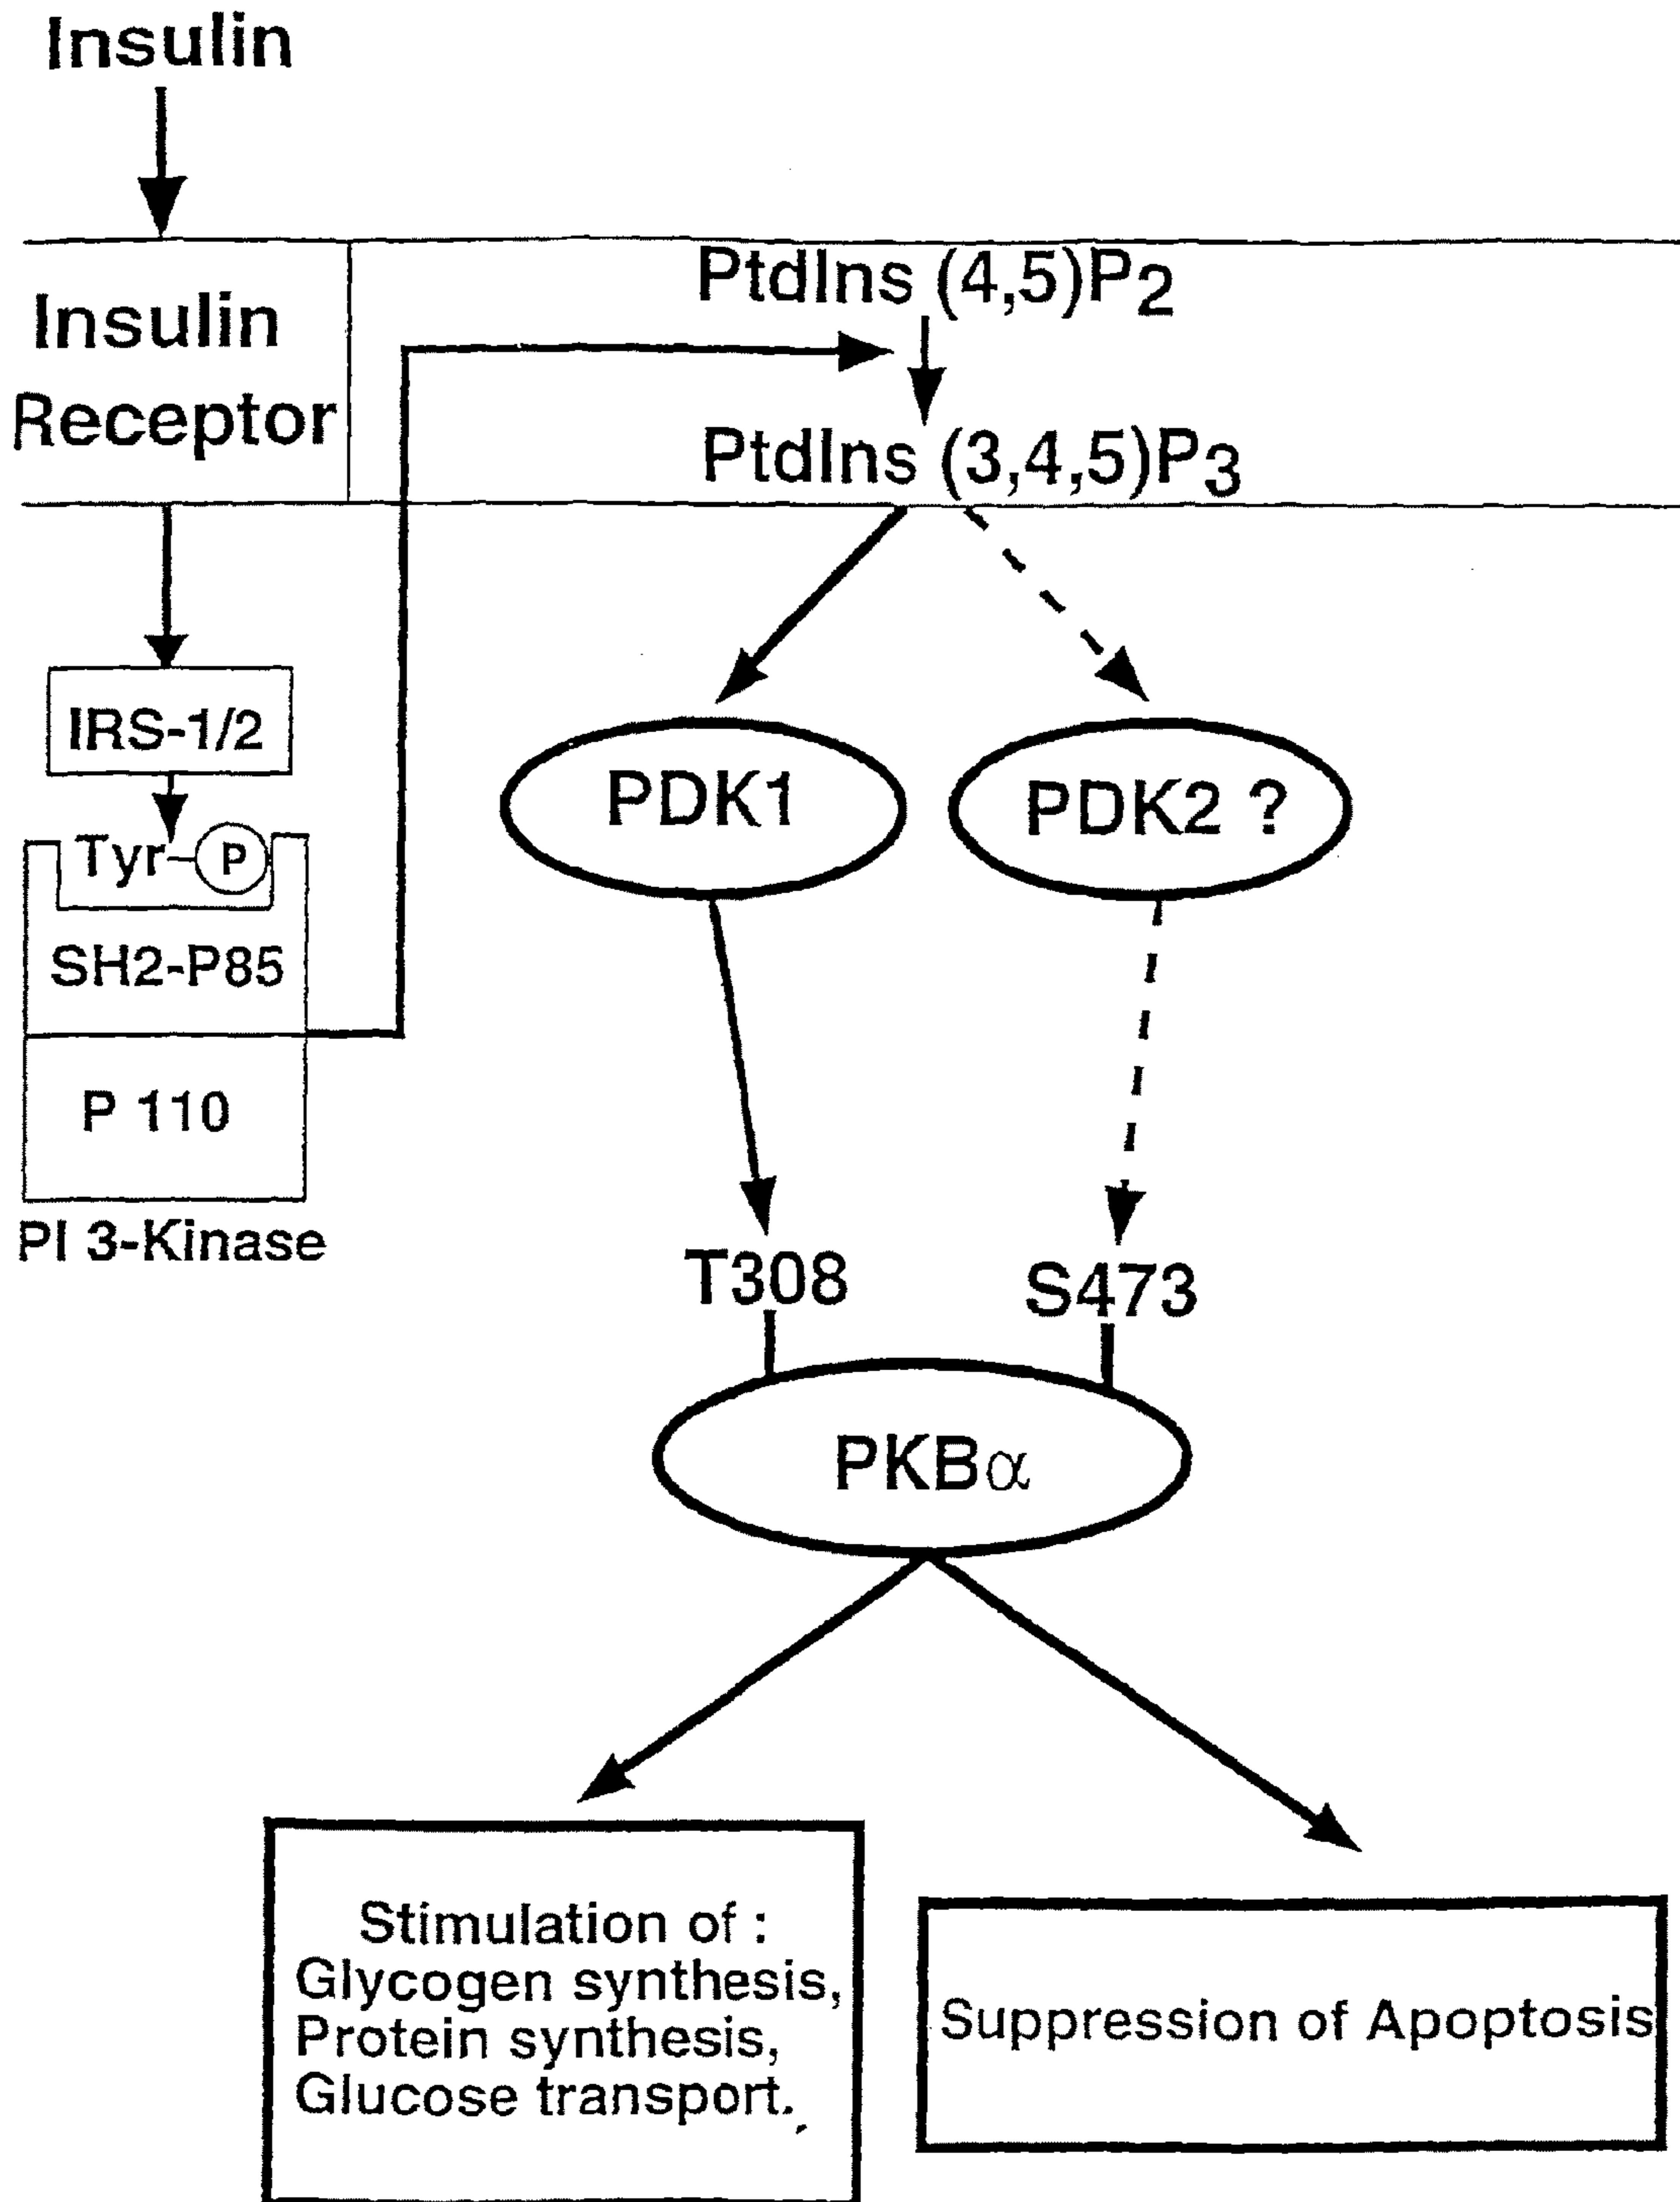 Insulin
Insulin
Receptor
PtdIns (4,5)P2
PtdIns (3,4,5)P3
IRS-1/2
Tyr-P
SH2-P85
P 110
PI 3-Kinase
PDK1
PDK2 ?
T308
S473
PKBα
Stimulation of :
Glycogen synthesis,
Protein synthesis,
Glucose transport.
Suppression of Apoptosis